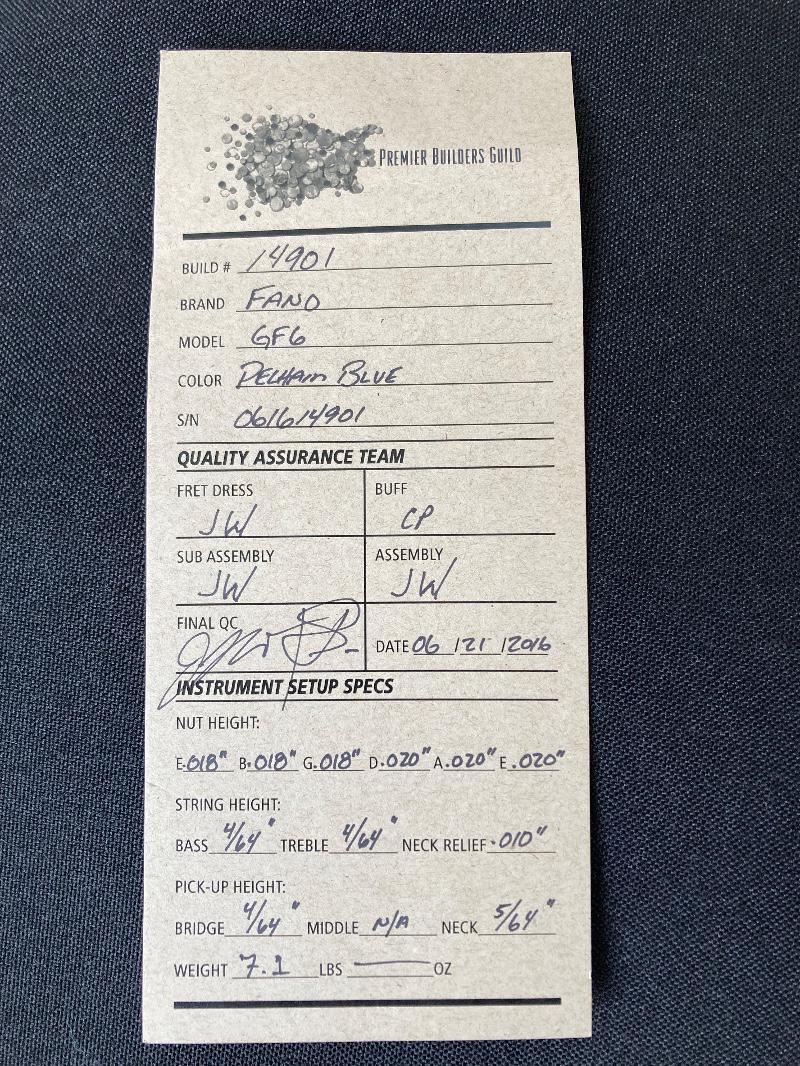 PREMIER BUILDERS GUILD
BUILD # 14901
BRAND FANO
MODEL GF6
COLOR PELHAM BLUE
S/N 061614901
QUALITY ASSURANCE TEAM
FRET DRESS BUFF
JW CP
SUB ASSEMBLY ASSEMBLY
JW JW
FINAL QC DATE 06 /21 /2016
INSTRUMENT SETUP SPECS
NUT HEIGHT:
E .018" B .018" G .018" D .020" A .020" E .020"
STRING HEIGHT:
BASS 4/64" TREBLE 4/64" NECK RELIEF .010"
PICK-UP HEIGHT:
BRIDGE 4/64" MIDDLE N/A NECK 5/64"
WEIGHT 7.1 LBS — OZ